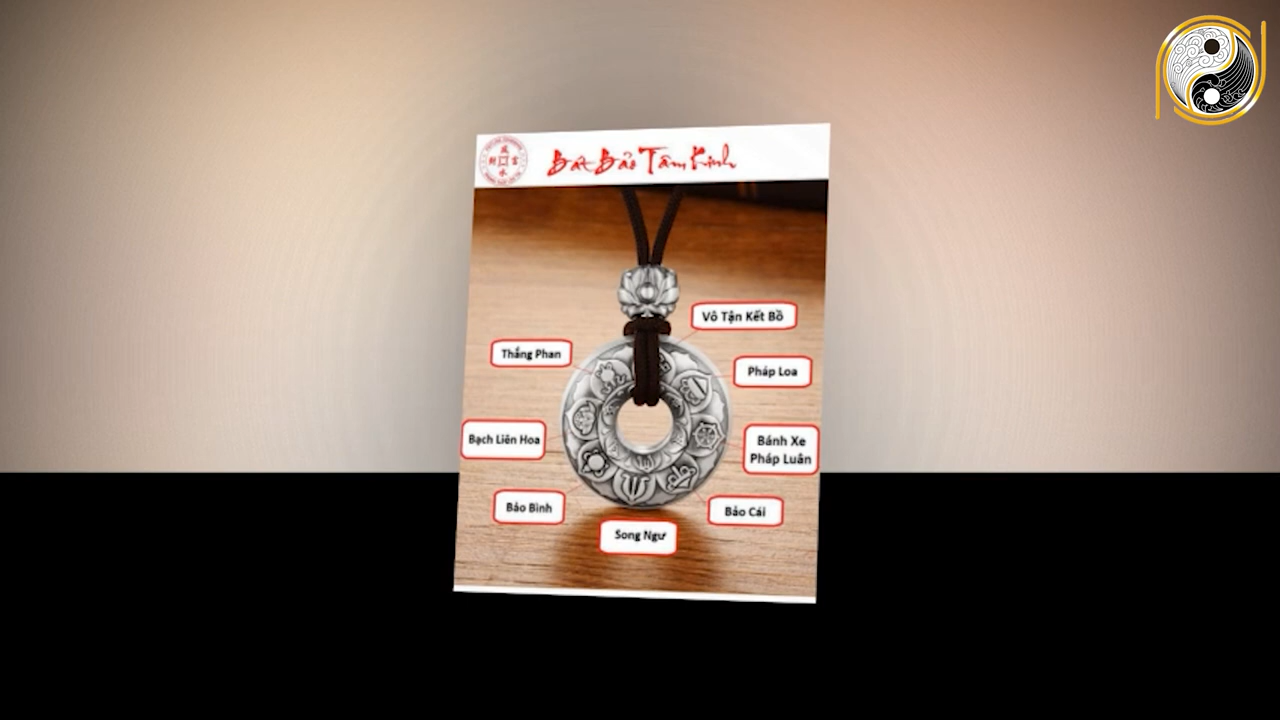 Bát Bảo Tâm Kinh
Vô Tận Kết Bồ
Thắng Phan
Pháp Loa
Bạch Liên Hoa
Bánh Xe
Pháp Luân
Bảo Bình
Bảo Cái
Song Ngư